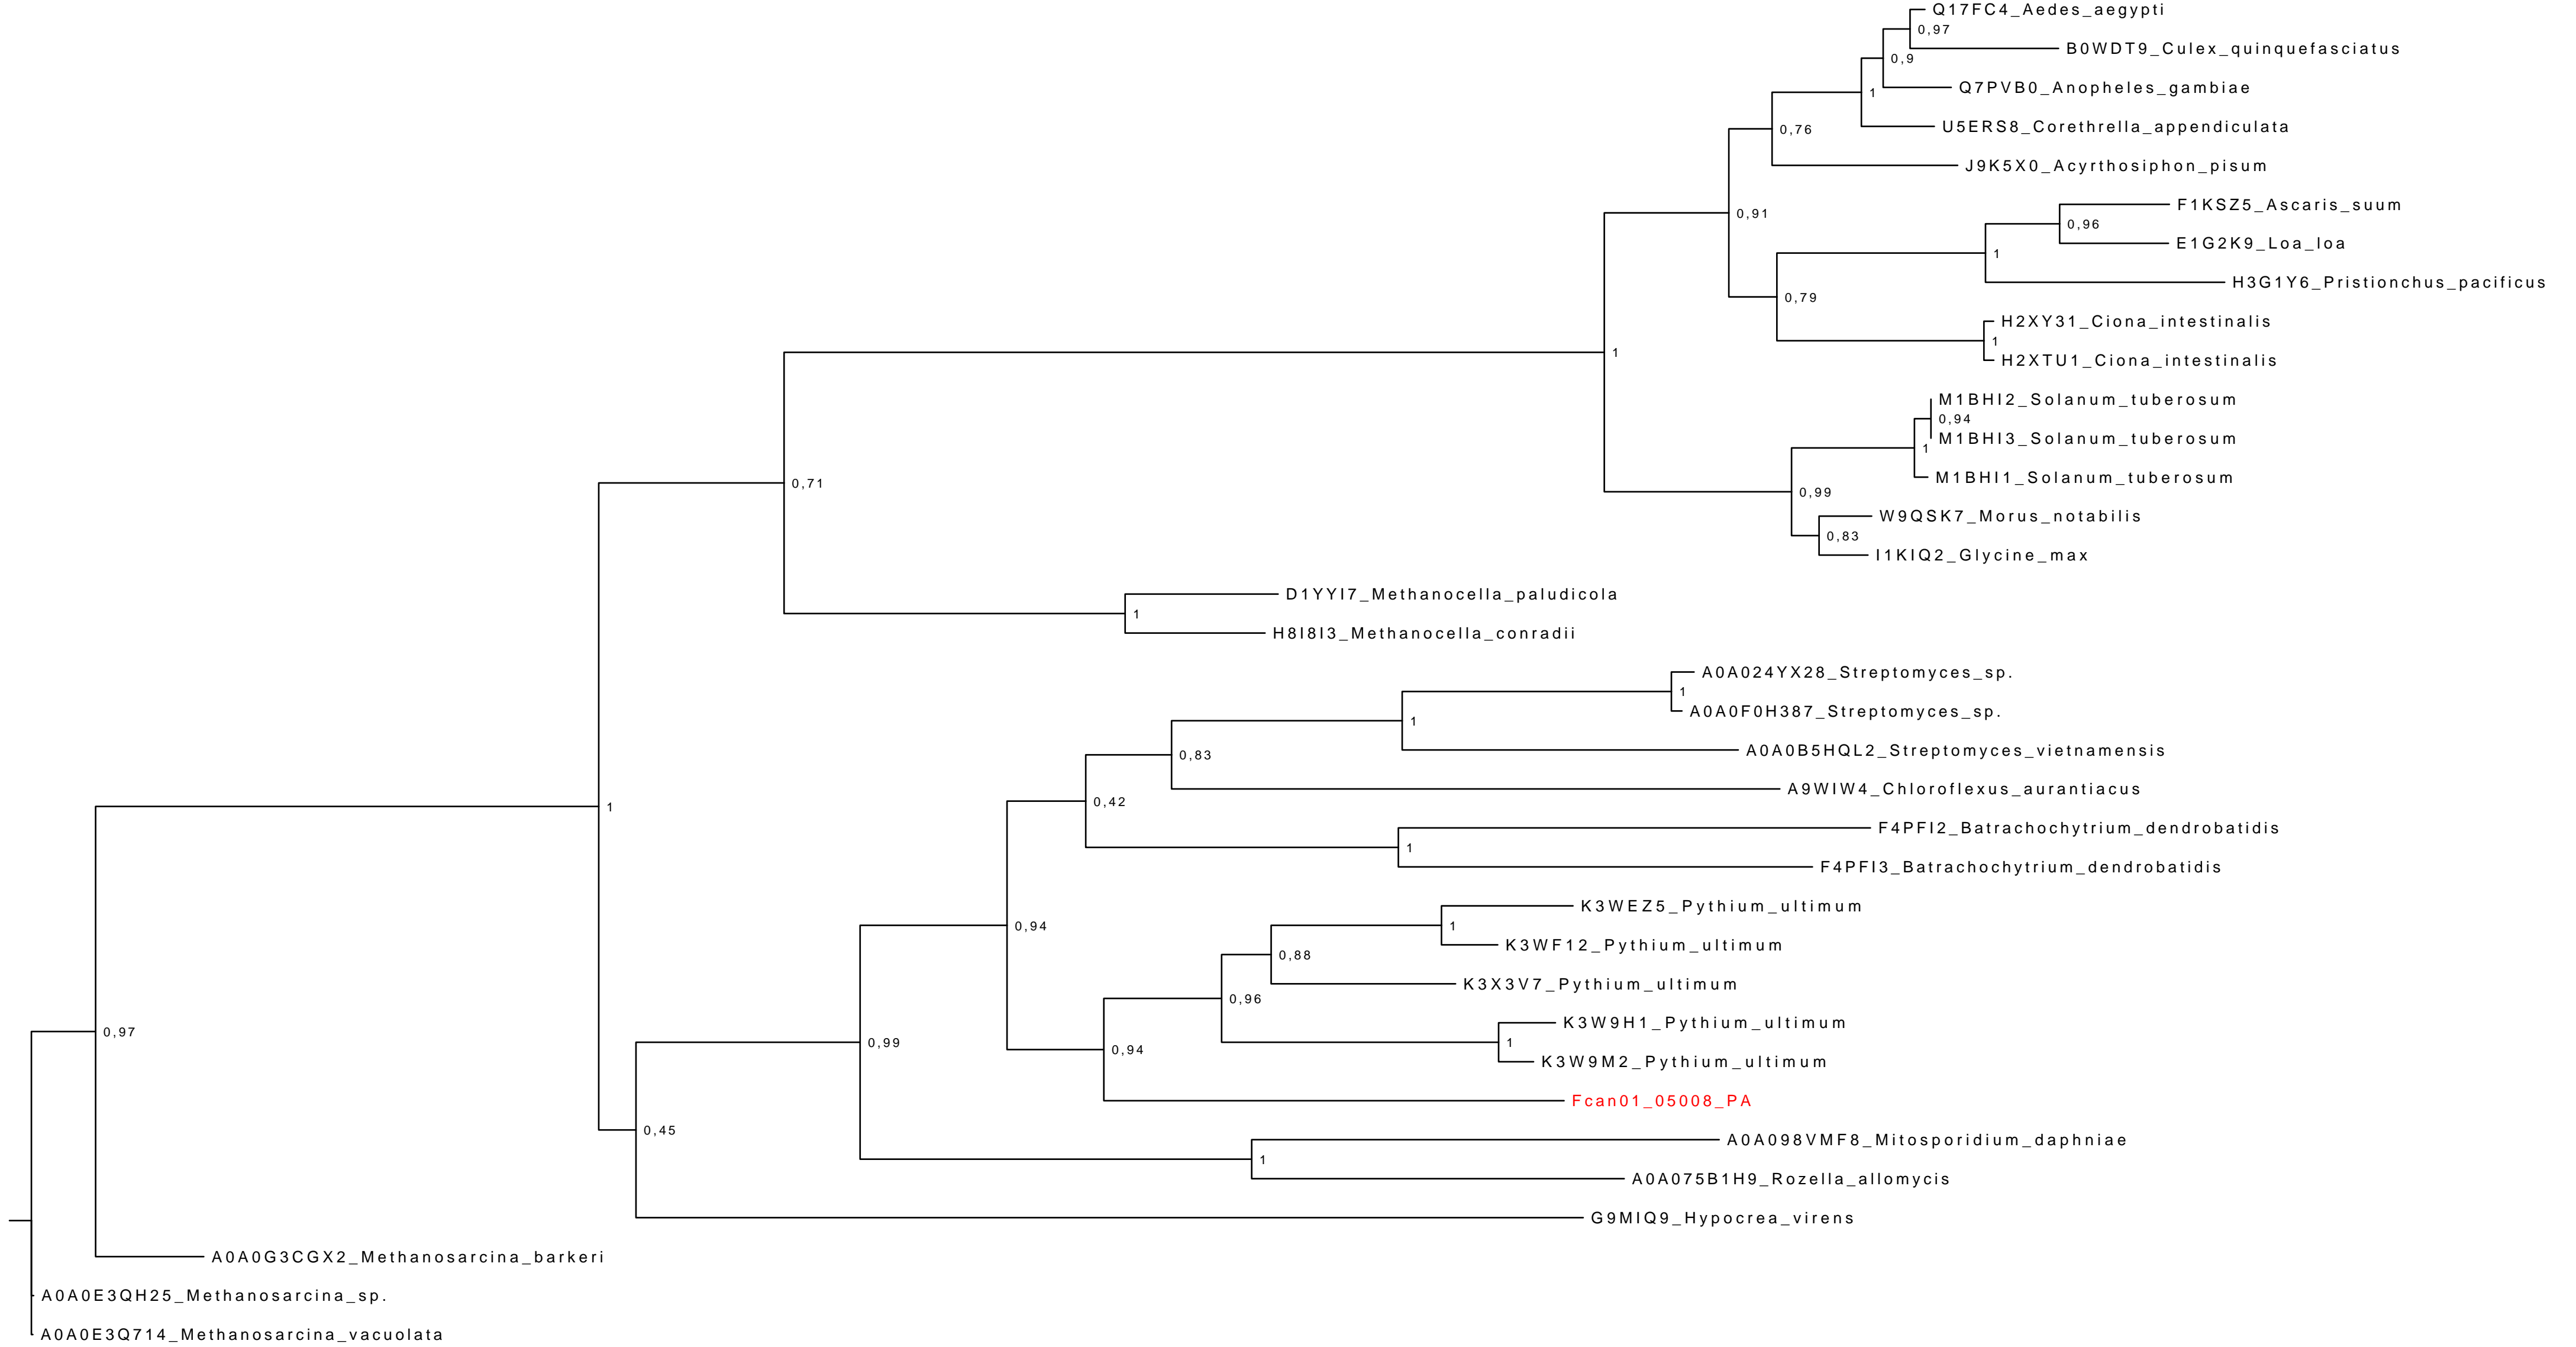 Q17FC4_Aedes_aegypti
0,97
B0WDT9_Culex_quinquefasciatus
0,9
Q7PVB0_Anopheles_gambiae
1
U5ERS8_Corethrella_appendiculata
0,76
J9K5X0_Acyrthosiphon_pisum
F1KSZ5_Ascaris_suum
0,91
0,96
E1G2K9_Loa_loa
1
H3G1Y6_Pristionchus_pacificus
0,79
H2XY31_Ciona_intestinalis
1
1
H2XTU1_Ciona_intestinalis
M1BHI2_Solanum_tuberosum
0,94
M1BHI3_Solanum_tuberosum
1
M1BHI1_Solanum_tuberosum
0,71
0,99
W9QSK7_Morus_notabilis
0,83
I1KIQ2_Glycine_max
D1YYI7_Methanocella_paludicola
1
H8I8I3_Methanocella_conradii
A0A024YX28_Streptomyces_sp.
1
A0A0F0H387_Streptomyces_sp.
1
A0A0B5HQL2_Streptomyces_vietnamensis
0,83
A9WIW4_Chloroflexus_aurantiacus
0,42
1
F4PFI2_Batrachochytrium_dendrobatidis
1
F4PFI3_Batrachochytrium_dendrobatidis
K3WEZ5_Pythium_ultimum
0,94
1
K3WF12_Pythium_ultimum
0,88
K3X3V7_Pythium_ultimum
0,96
K3W9H1_Pythium_ultimum
0,97
0,99
1
0,94
K3W9M2_Pythium_ultimum
Fcan01_05008_PA
0,45
A0A098VMF8_Mitosporidium_daphniae
1
A0A075B1H9_Rozella_allomycis
G9MIQ9_Hypocrea_virens
A0A0G3CGX2_Methanosarcina_barkeri
A0A0E3QH25_Methanosarcina_sp.
A0A0E3Q714_Methanosarcina_vacuolata